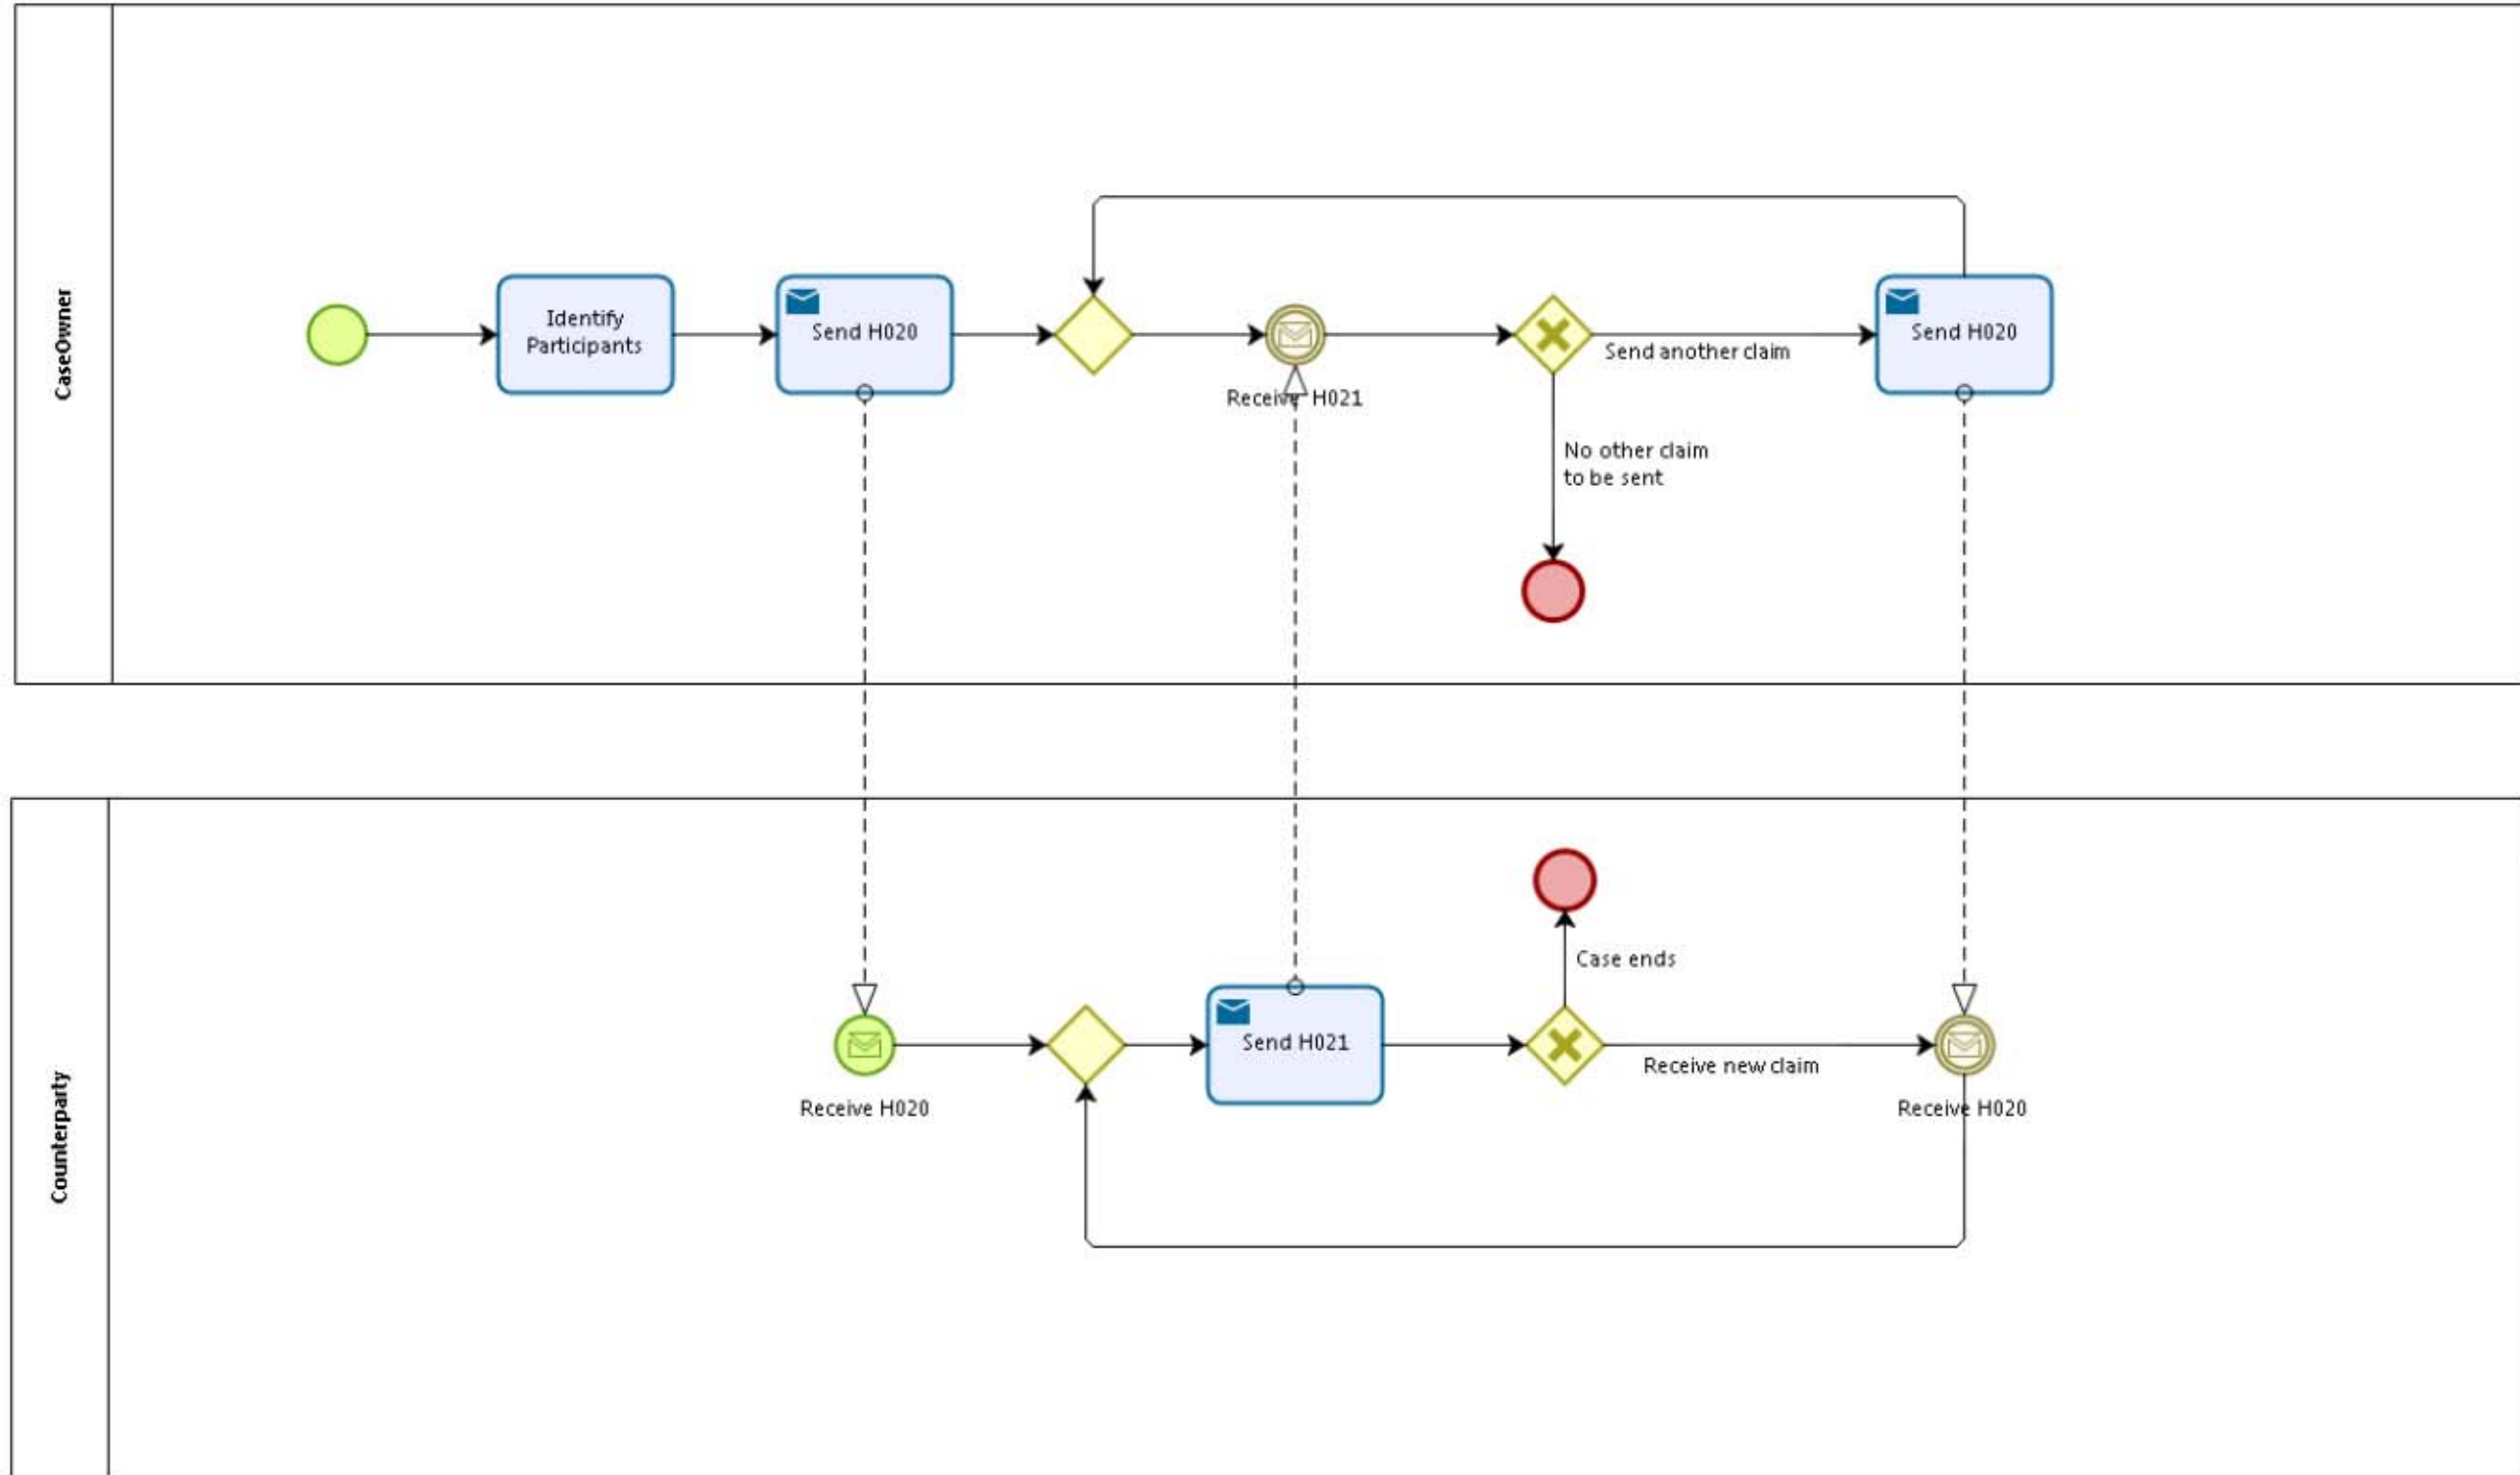 CaseOwner
Identify
Participants
Send H020
Receive H021
Send another claim
Send H020
No other claim
to be sent
Counterparty
Case ends
Send H021
Receive new claim
Receive H020
Receive H020